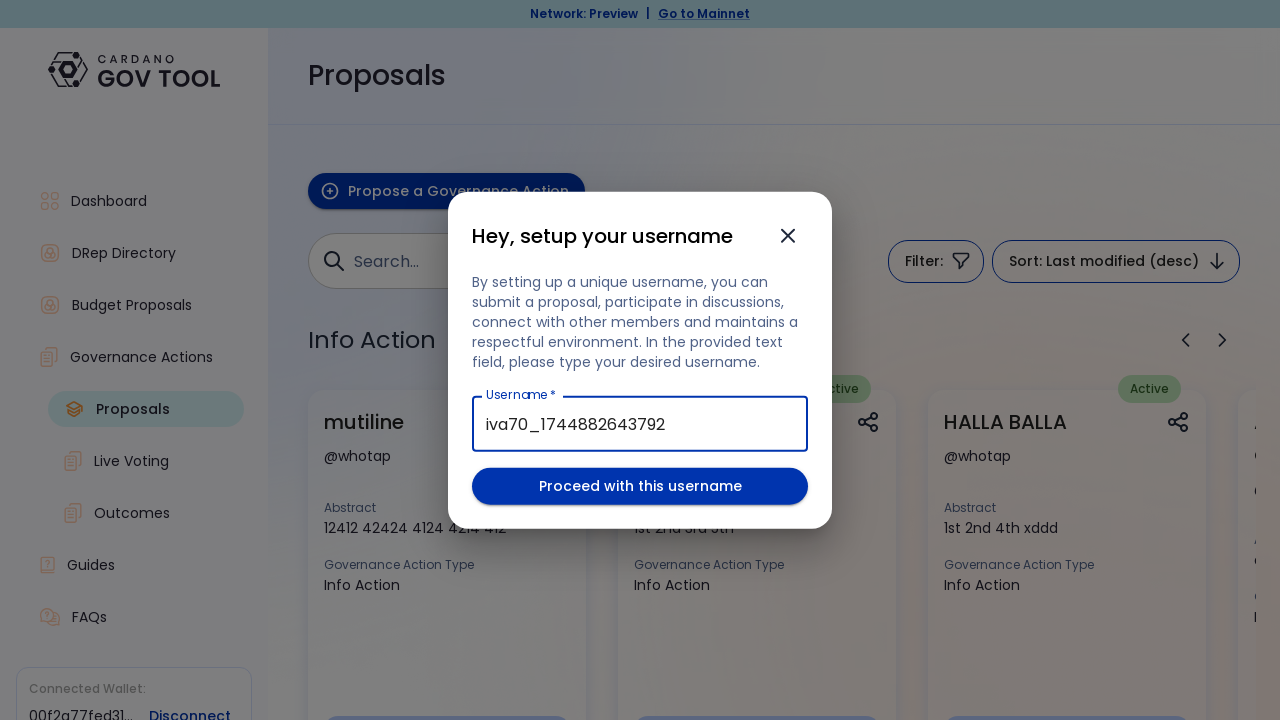 Network: Preview | Go to Mainnet
CARDANO
GOV TOOL
Dashboard
DRep Directory
Budget Proposals
Governance Actions
Proposals
Live Voting
Outcomes
Guides
FAQs
Connected Wallet:
00f2a77fed31... Disconnect
Proposals
Propose a Governance Action
Search...
Filter:
Sort: Last modified (desc)
Info Action
mutiline
@whotap
Abstract
12412 42424 4124 4214 412
Governance Action Type
Info Action
1st 2nd 3rd 5th
Governance Action Type
Info Action
Active
HALLA BALLA
@whotap
Abstract
1st 2nd 4th xddd
Governance Action Type
Info Action
Hey, setup your username
By setting up a unique username, you can
submit a proposal, participate in discussions,
connect with other members and maintains a
respectful environment. In the provided text
field, please type your desired username.
Username *
iva70_1744882643792
Proceed with this username